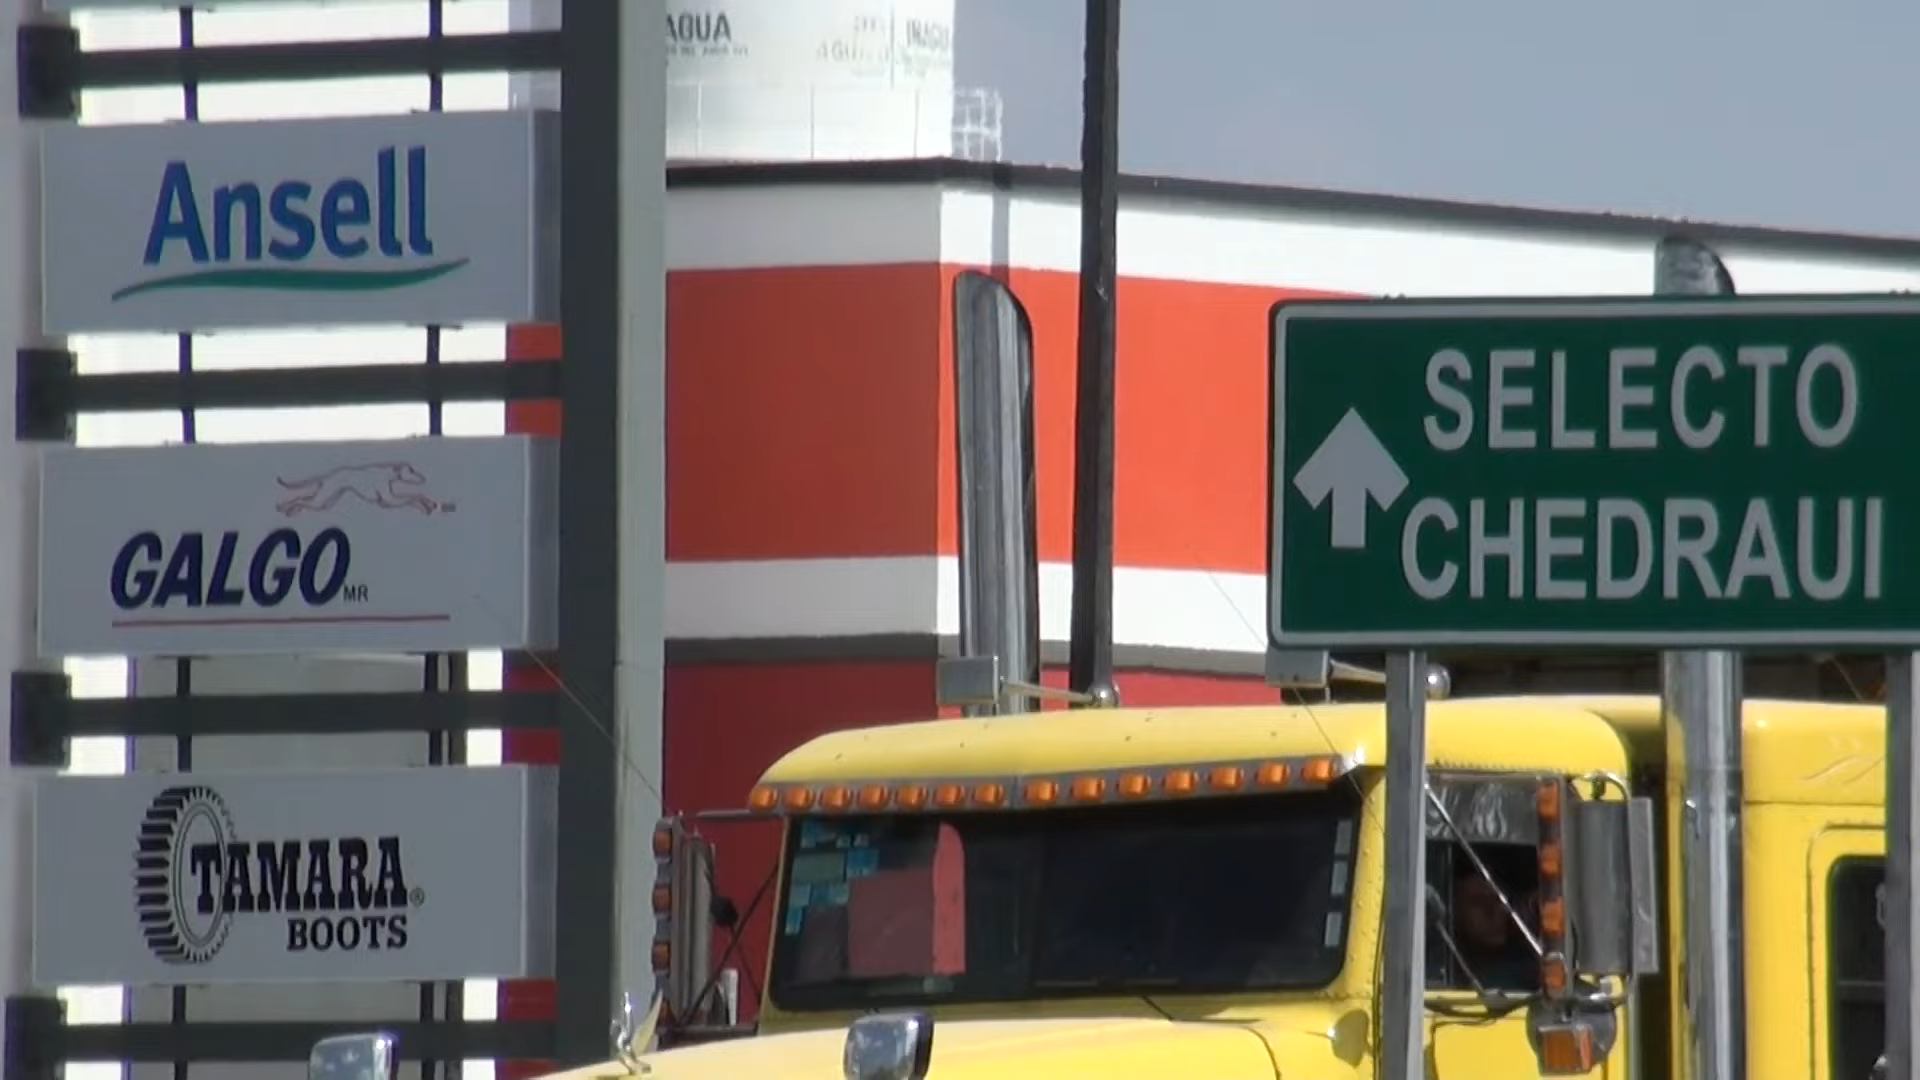 AGUA
Ansell
GALGO MR
TAMARA®
BOOTS
SELECTO
CHEDRAUI